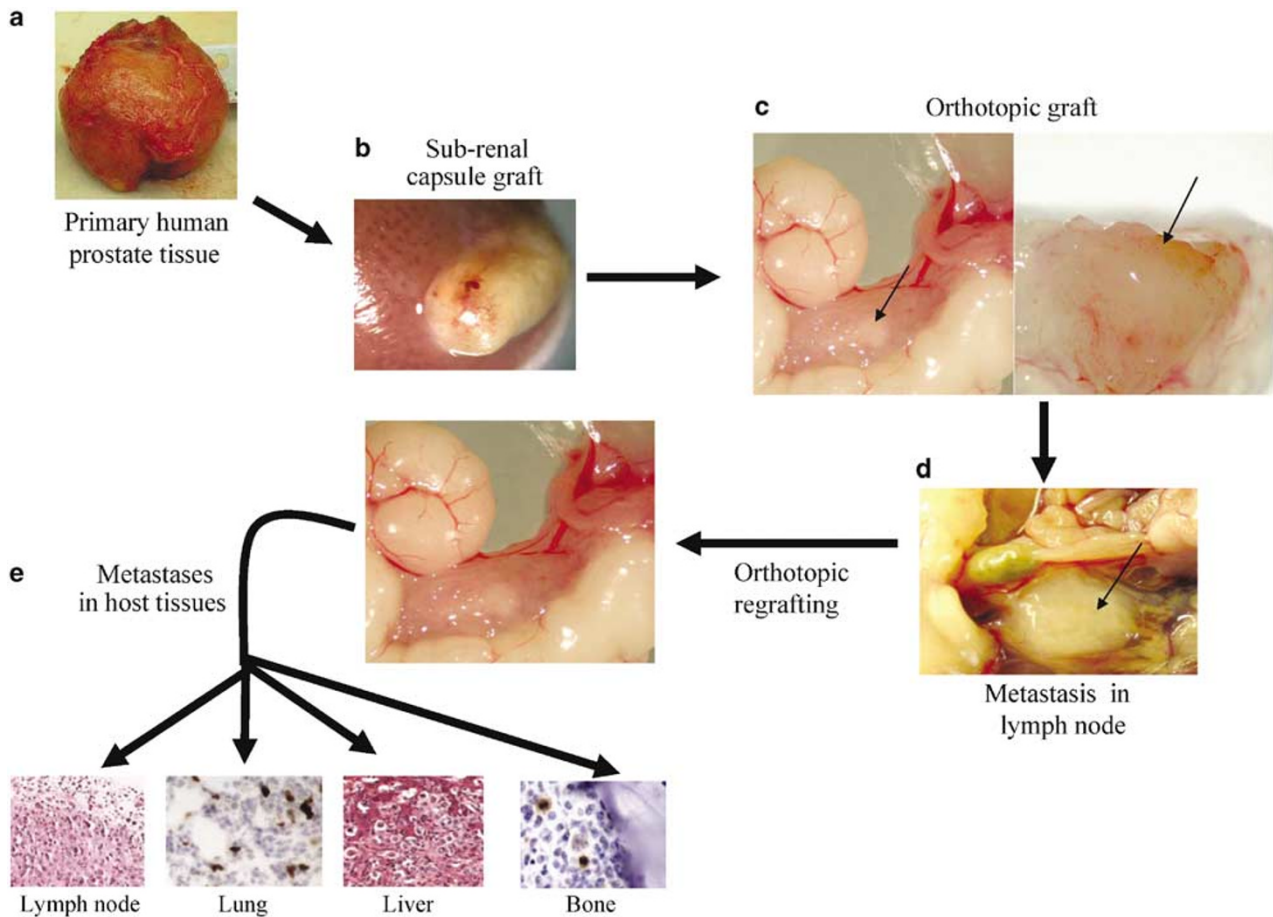 a
Primary human
prostate tissue
b
Sub-renal
capsule graft
c
Orthotopic graft
d
Metastasis in
lymph node
Orthotopic
regrafting
e
Metastases
in host tissues
Lymph node
Lung
Liver
Bone